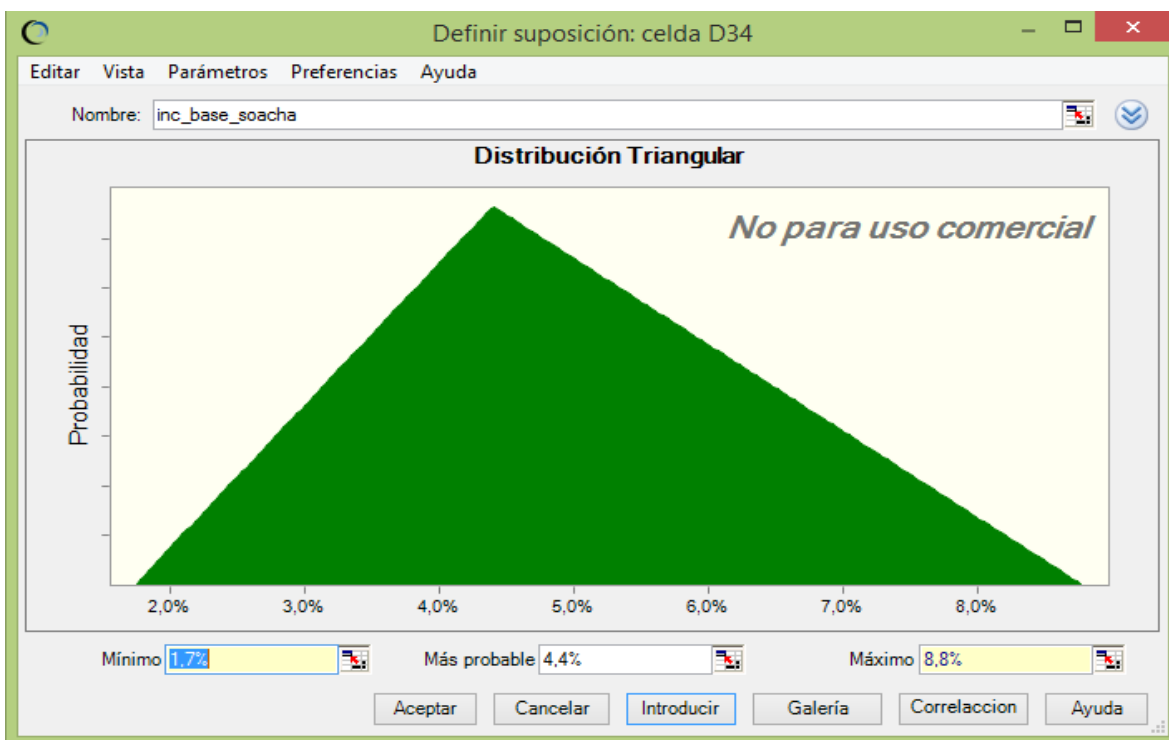 Definir suposición: celda D34
Editar Vista Parámetros Preferencias Ayuda
Nombre: inc_base_soacha
Distribución Triangular
No para uso comercial
Probabilidad
2,0% 3,0% 4,0% 5,0% 6,0% 7,0% 8,0%
Mínimo 1,7% Más probable 4,4% Máximo 8,8%
Aceptar Cancelar Introducir Galería Correlaccion Ayuda